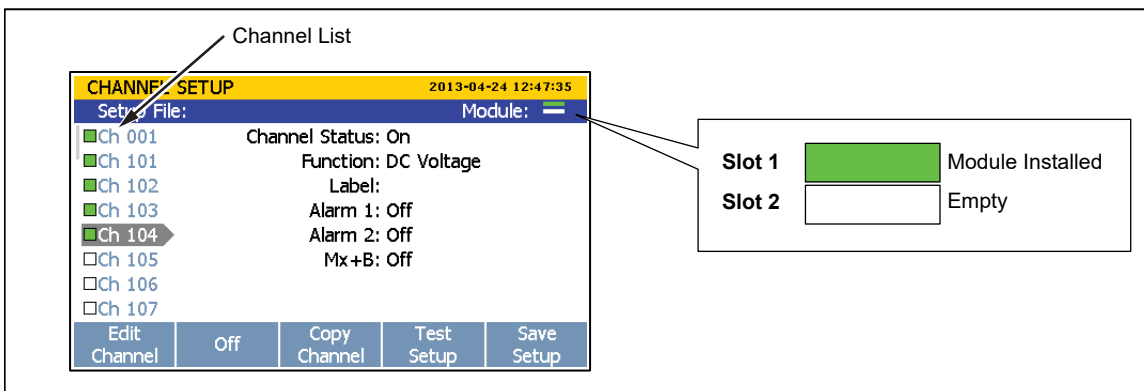 Channel List
CHANNEL SETUP 2013-04-24 12:47:35
Setup File: Module:
Ch 001 Channel Status: On
Ch 101 Function: DC Voltage
Ch 102 Label:
Ch 103 Alarm 1: Off
Ch 104 Alarm 2: Off
Ch 105 Mx+B: Off
Ch 106
Ch 107
Edit Channel Off Copy Channel Test Setup Save Setup
Slot 1 Module Installed
Slot 2 Empty